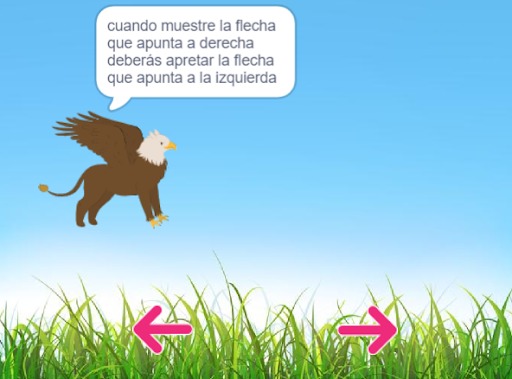 cuando muestre la flecha
que apunta a derecha
deberás apretar la flecha
que apunta a la izquierda